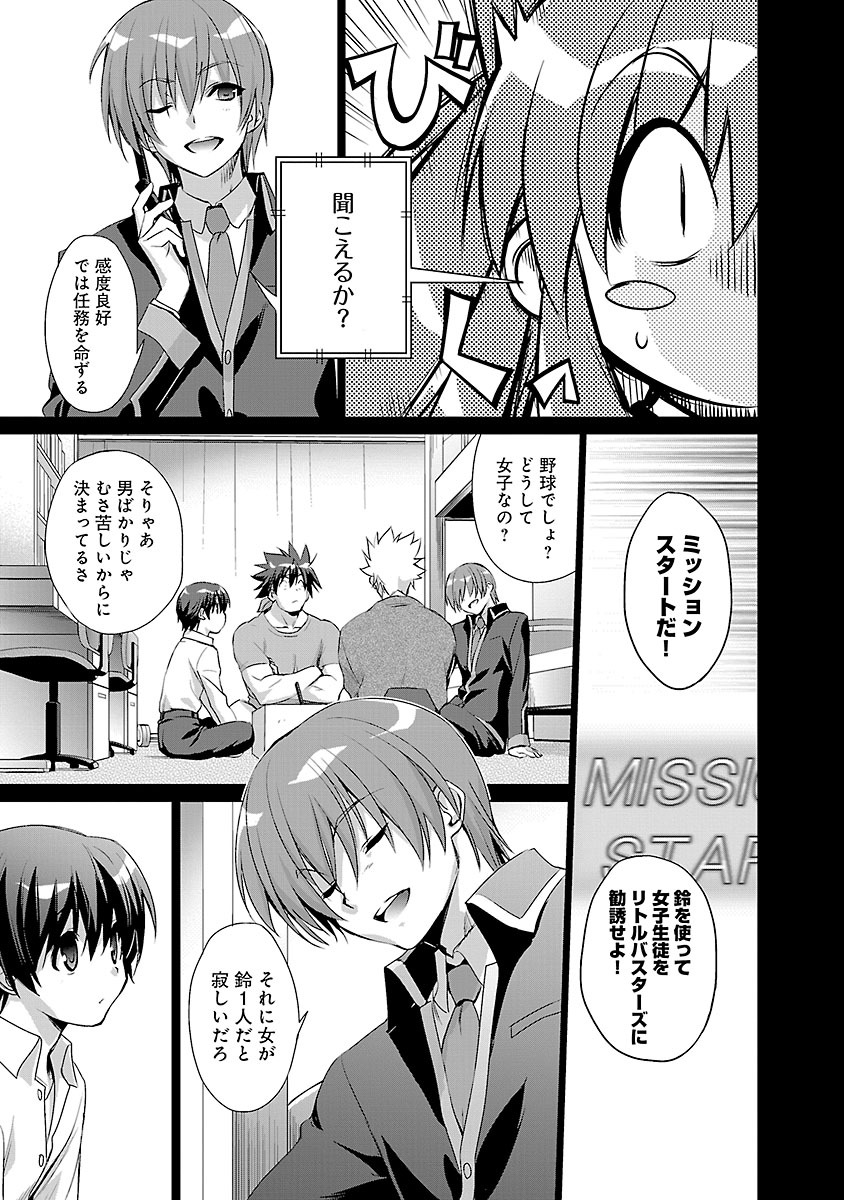 びくっ
聞こえるか？
感度良好
では任務を命ずる
ミッション
スタートだ！
MISSIO
STAR
鈴を使って
女子生徒を
リトルバスターズに
勧誘せよ！
野球でしょ？
どうして
女子なの？
そりゃあ
男ばかりじゃ
むさ苦しいからに
決まってるさ
それに女が
鈴1人だと
寂しいだろ